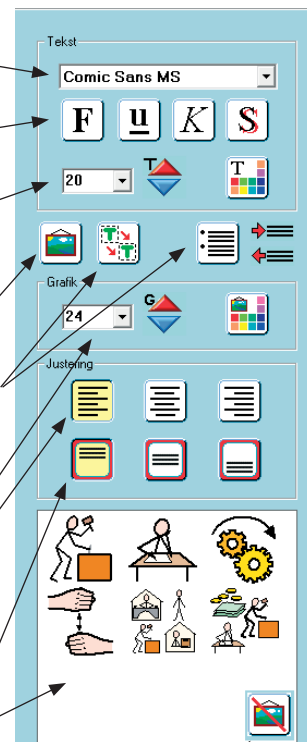 Tekst
Comic Sans MS
F u K S
20 T T
T T
Grafik
24 G
Justering